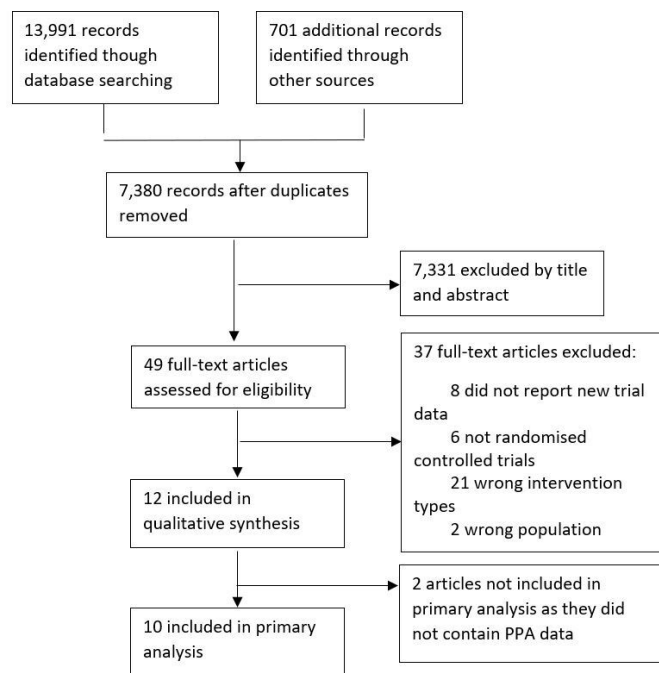 13,991 records
identified though
database searching
701 additional records
identified through
other sources
7,380 records after duplicates
removed
7,331 excluded by title
and abstract
49 full-text articles
assessed for eligibility
37 full-text articles excluded:
8 did not report new trial
data
6 not randomised
controlled trials
21 wrong intervention
types
2 wrong population
12 included in
qualitative synthesis
2 articles not included in
primary analysis as they did
not contain PPA data
10 included in primary
analysis